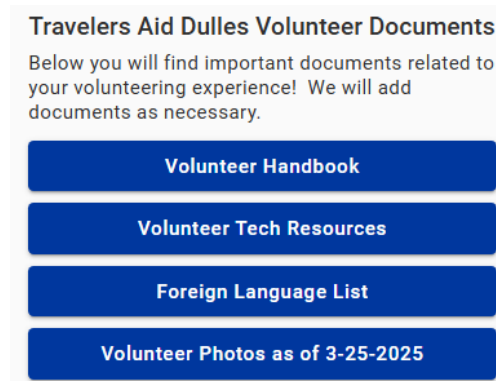 Travelers Aid Dulles Volunteer Documents
Below you will find important documents related to
your volunteering experience!  We will add
documents as necessary.
Volunteer Handbook
Volunteer Tech Resources
Foreign Language List
Volunteer Photos as of 3-25-2025